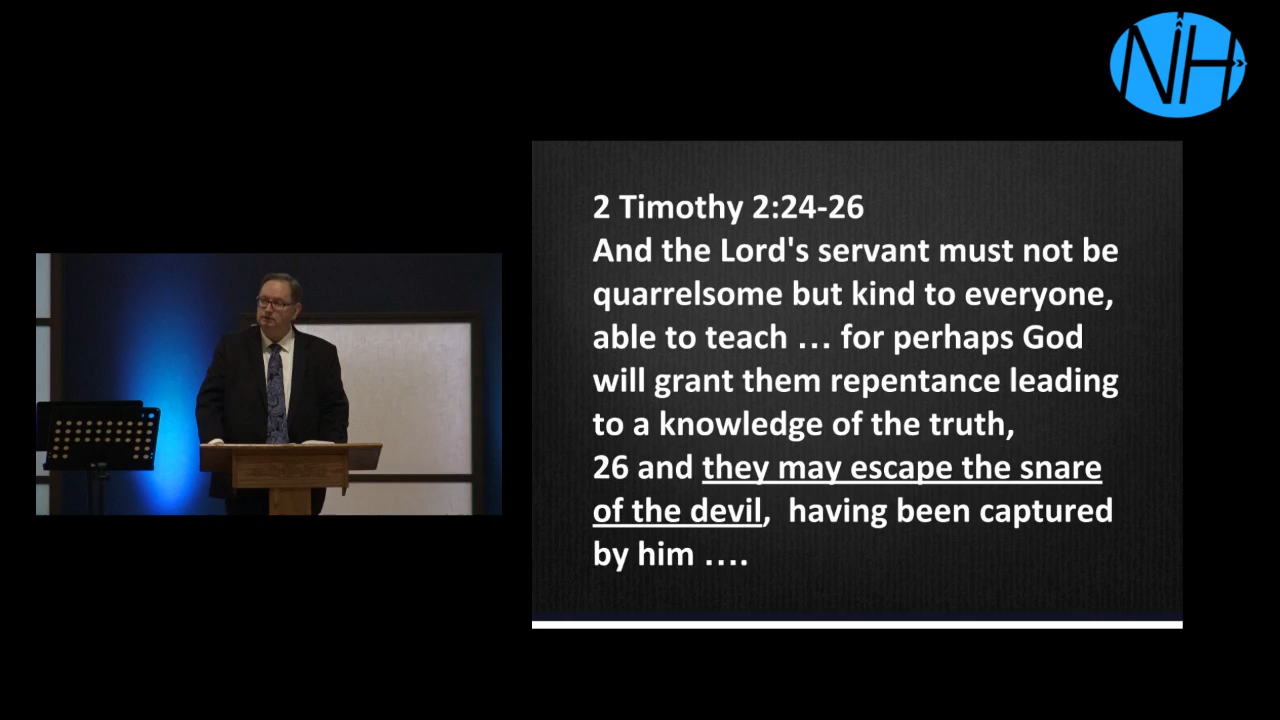 NH
2 Timothy 2:24-26
And the Lord's servant must not be
quarrelsome but kind to everyone,
able to teach … for perhaps God
will grant them repentance leading
to a knowledge of the truth,
26 and they may escape the snare
of the devil,  having been captured
by him ….